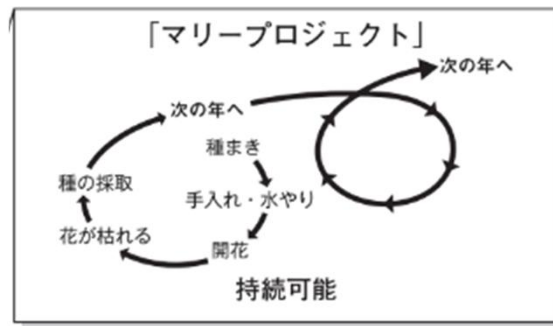 「マリープロジェクト」
次の年へ
次の年へ
種まき
種の採取
手入れ・水やり
花が枯れる
開花
持続可能